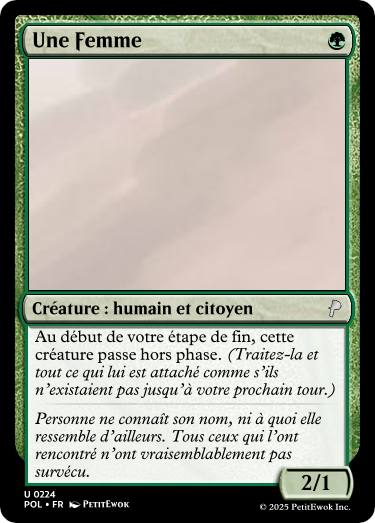 Une Femme
Créature : humain et citoyen
Au début de votre étape de fin, cette
créature passe hors phase. (Traitez-la et
tout ce qui lui est attaché comme s'ils
n'existaient pas jusqu'à votre prochain tour.)
Personne ne connaît son nom, ni à quoi elle
ressemble d'ailleurs. Tous ceux qui l'ont
rencontré n'ont vraisemblablement pas
survécu.
2/1
U 0224
POL • FR PetitEwok
© 2025 PetitEwok Inc.